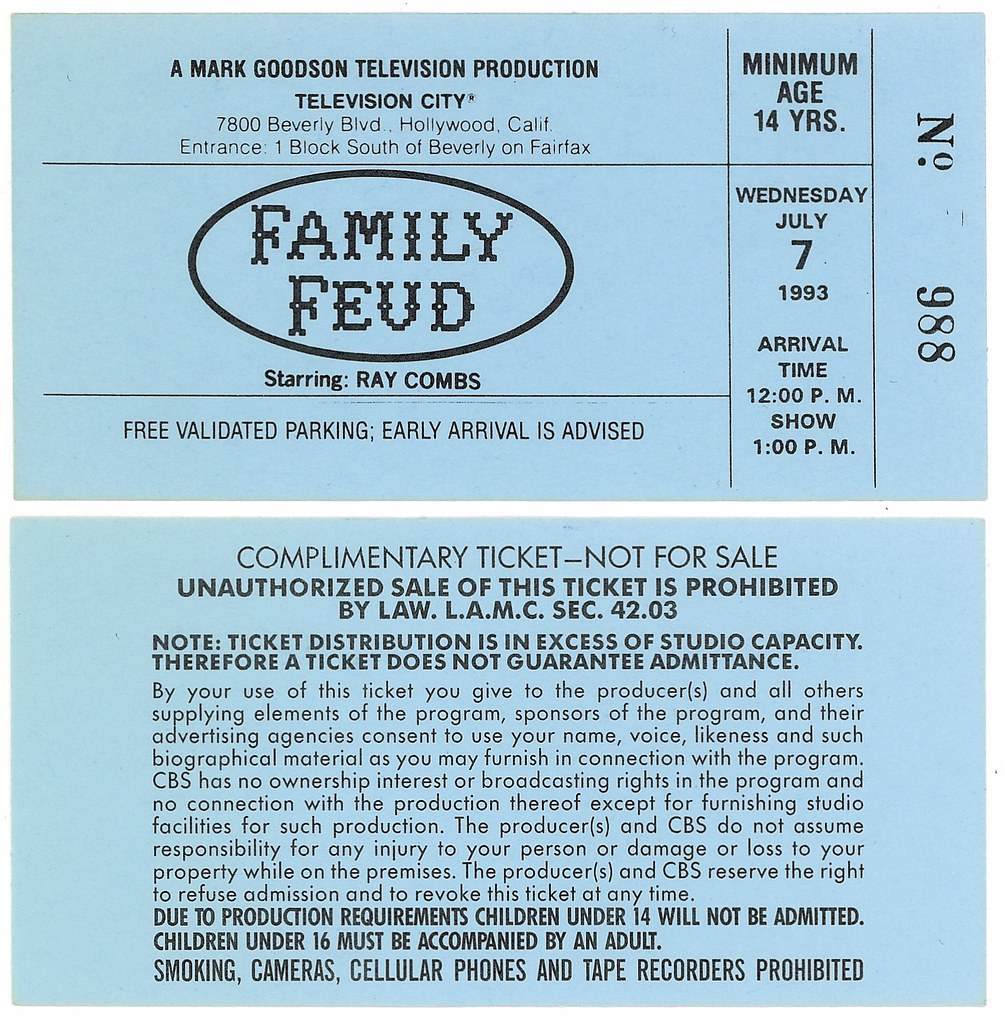 A MARK GOODSON TELEVISION PRODUCTION
TELEVISION CITY®
7800 Beverly Blvd., Hollywood, Calif.
Entrance: 1 Block South of Beverly on Fairfax
FAMILY
FEUD
Starring: RAY COMBS
FREE VALIDATED PARKING; EARLY ARRIVAL IS ADVISED
MINIMUM
AGE
14 YRS.
WEDNESDAY
JULY
7
1993
ARRIVAL
TIME
12:00 P. M.
SHOW
1:00 P. M.
No. 988
COMPLIMENTARY TICKET—NOT FOR SALE
UNAUTHORIZED SALE OF THIS TICKET IS PROHIBITED
BY LAW. L.A.M.C. SEC. 42.03
NOTE: TICKET DISTRIBUTION IS IN EXCESS OF STUDIO CAPACITY.
THEREFORE A TICKET DOES NOT GUARANTEE ADMITTANCE.
By your use of this ticket you give to the producer(s) and all others
supplying elements of the program, sponsors of the program, and their
advertising agencies consent to use your name, voice, likeness and such
biographical material as you may furnish in connection with the program.
CBS has no ownership interest or broadcasting rights in the program and
no connection with the production thereof except for furnishing studio
facilities for such production. The producer(s) and CBS do not assume
responsibility for any injury to your person or damage or loss to your
property while on the premises. The producer(s) and CBS reserve the right
to refuse admission and to revoke this ticket at any time.
DUE TO PRODUCTION REQUIREMENTS CHILDREN UNDER 14 WILL NOT BE ADMITTED.
CHILDREN UNDER 16 MUST BE ACCOMPANIED BY AN ADULT.
SMOKING, CAMERAS, CELLULAR PHONES AND TAPE RECORDERS PROHIBITED